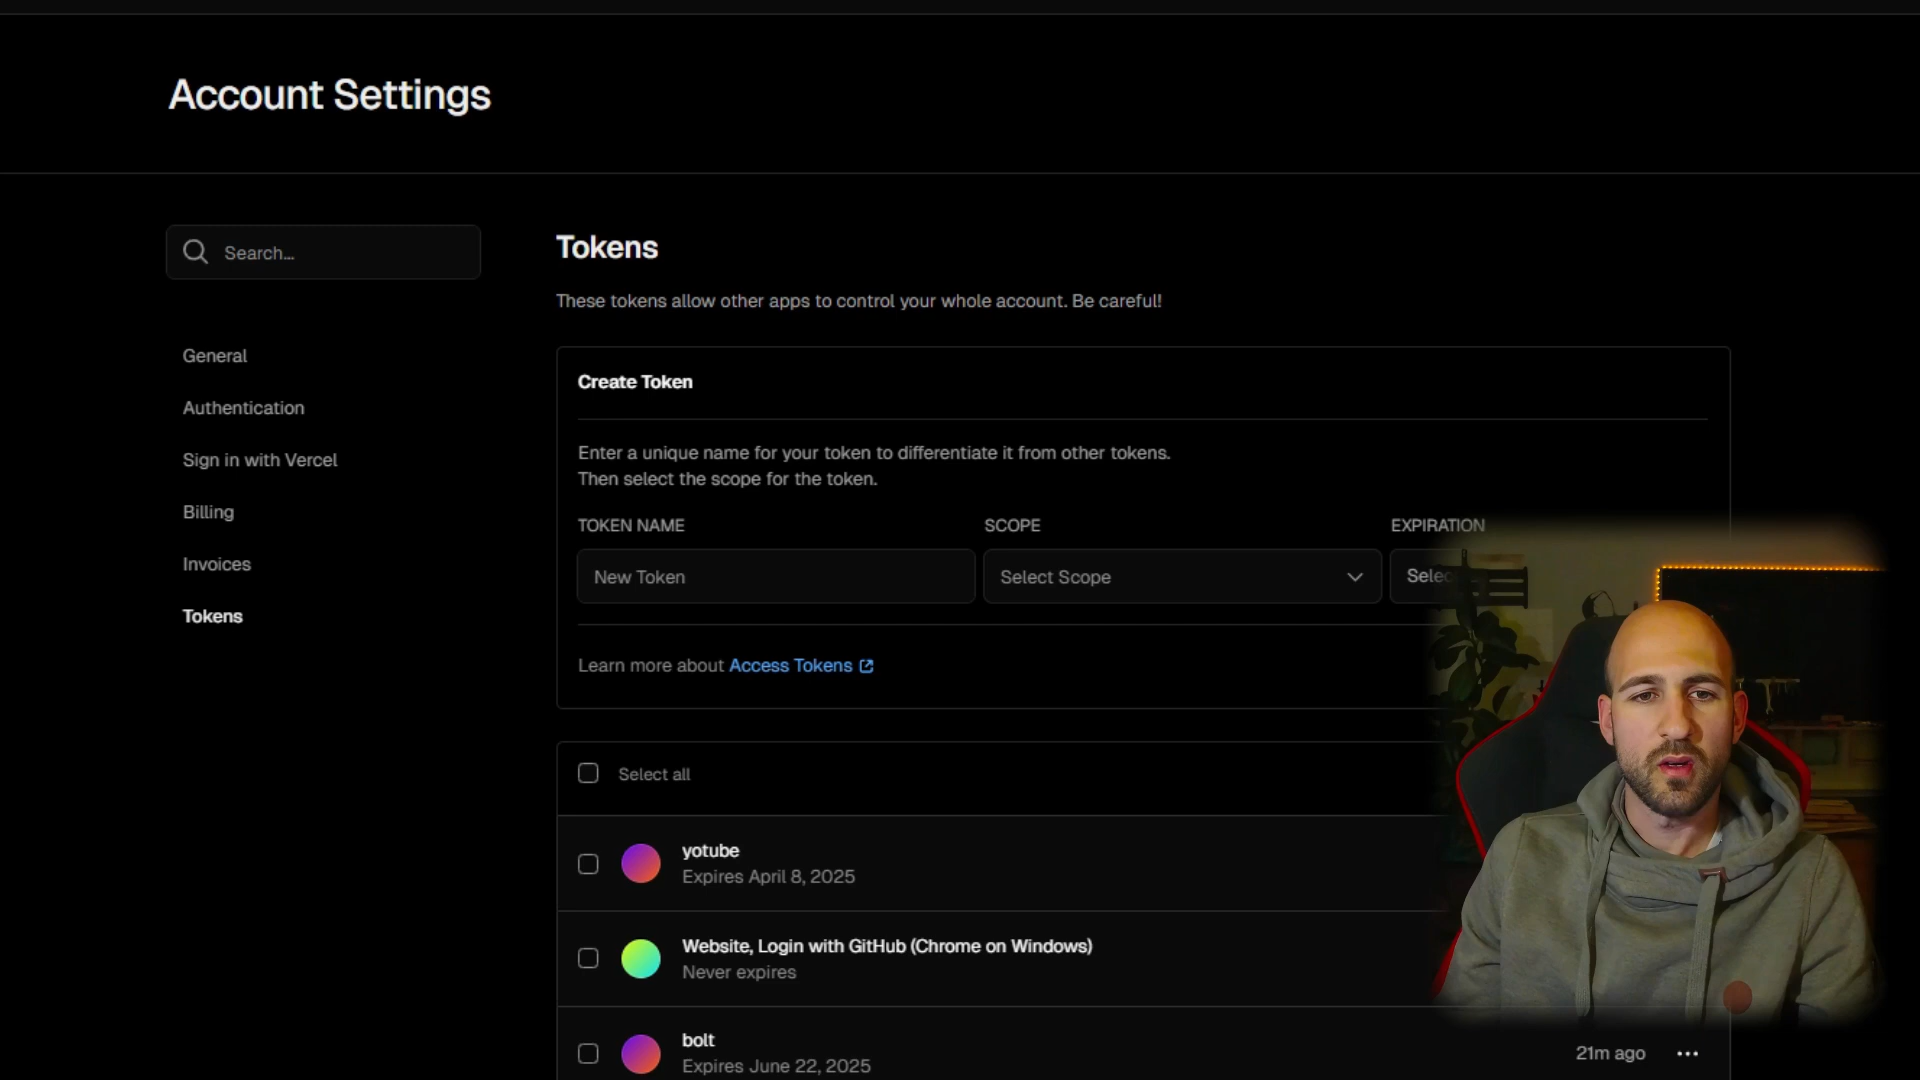 Account Settings
Search...
General
Authentication
Sign in with Vercel
Billing
Invoices
Tokens
Tokens
These tokens allow other apps to control your whole account. Be careful!
Create Token
Enter a unique name for your token to differentiate it from other tokens.
Then select the scope for the token.
TOKEN NAME
SCOPE
EXPIRATION
New Token
Select Scope
Learn more about Access Tokens
Select all
yotube
Expires April 8, 2025
Website, Login with GitHub (Chrome on Windows)
Never expires
bolt
Expires June 22, 2025
21m ago